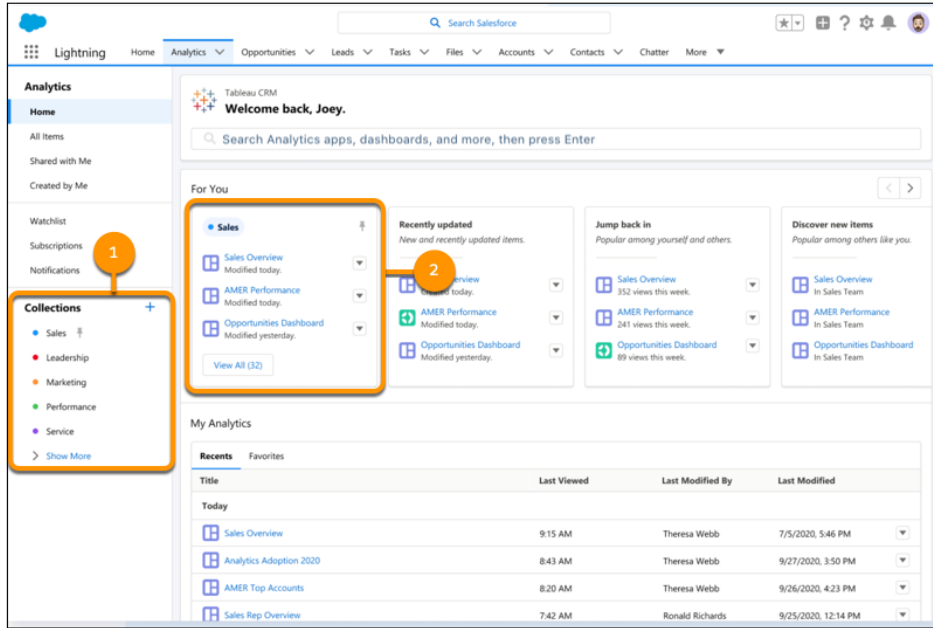 Search Salesforce
Lightning Home Analytics Opportunities Leads Tasks Files Accounts Contacts Chatter More
Analytics
Home
All Items
Shared with Me
Created by Me
Watchlist
Subscriptions
Notifications
1
Collections
Sales
Leadership
Marketing
Performance
Service
Show More
Tableau CRM
Welcome back, Joey.
Search Analytics apps, dashboards, and more, then press Enter
For You
Sales
Sales Overview
Modified today.
AMER Performance
Modified today.
Opportunities Dashboard
Modified yesterday.
View All (32)
2
Recently updated
New and recently updated items.
erview
today.
AMER Performance
Modified today.
Opportunities Dashboard
Modified yesterday.
Jump back in
Popular among yourself and others.
Sales Overview
352 views this week.
AMER Performance
241 views this week.
Opportunities Dashboard
89 views this week.
Discover new items
Popular among others like you.
Sales Overview
In Sales Team
AMER Performance
In Sales Team
Opportunities Dashboard
In Sales Team
My Analytics
Recents Favorites
Title Last Viewed Last Modified By Last Modified
Today
Sales Overview 9:15 AM Theresa Webb 7/5/2020, 5:46 PM
Analytics Adoption 2020 8:43 AM Theresa Webb 9/27/2020, 3:50 PM
AMER Top Accounts 8:20 AM Theresa Webb 9/26/2020, 4:23 PM
Sales Rep Overview 7:42 AM Ronald Richards 9/25/2020, 12:14 PM